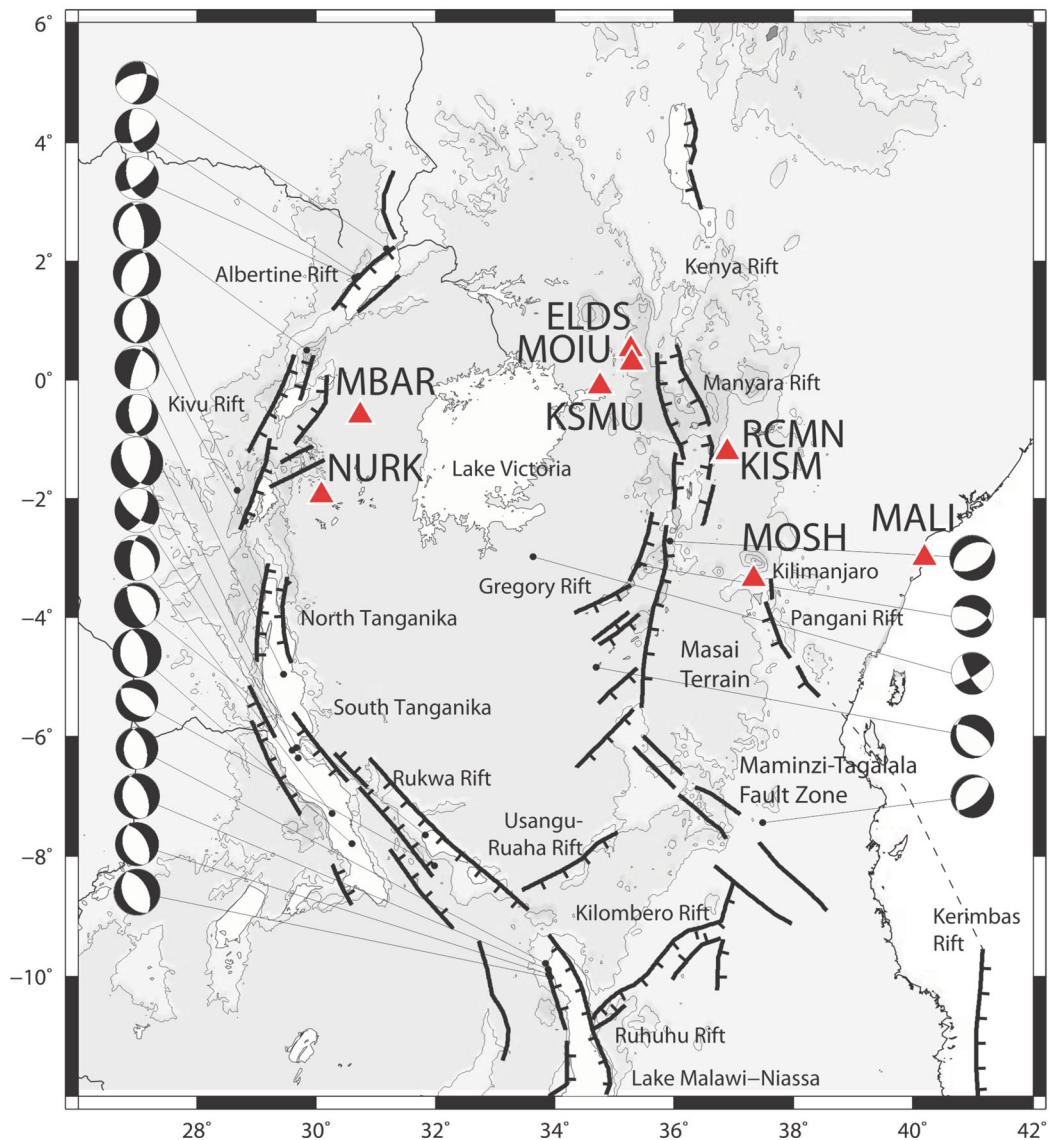 6°
4°
2°
0°
−2°
−4°
−6°
−8°
−10°
Albertine Rift
Kenya Rift
ELDS
MOIU
MBAR
Manyara Rift
Kivu Rift
KSMU
RCMN
KISM
NURK
Lake Victoria
MALI
MOSH
Kilimanjaro
Gregory Rift
North Tanganika
Pangani Rift
Masai
Terrain
South Tanganika
Rukwa Rift
Maminzi-Tagalala
Fault Zone
Usangu-
Ruaha Rift
Kilombero Rift
Kerimbas
Rift
Ruhuhu Rift
Lake Malawi−Niassa
28°
30°
32°
34°
36°
38°
40°
42°